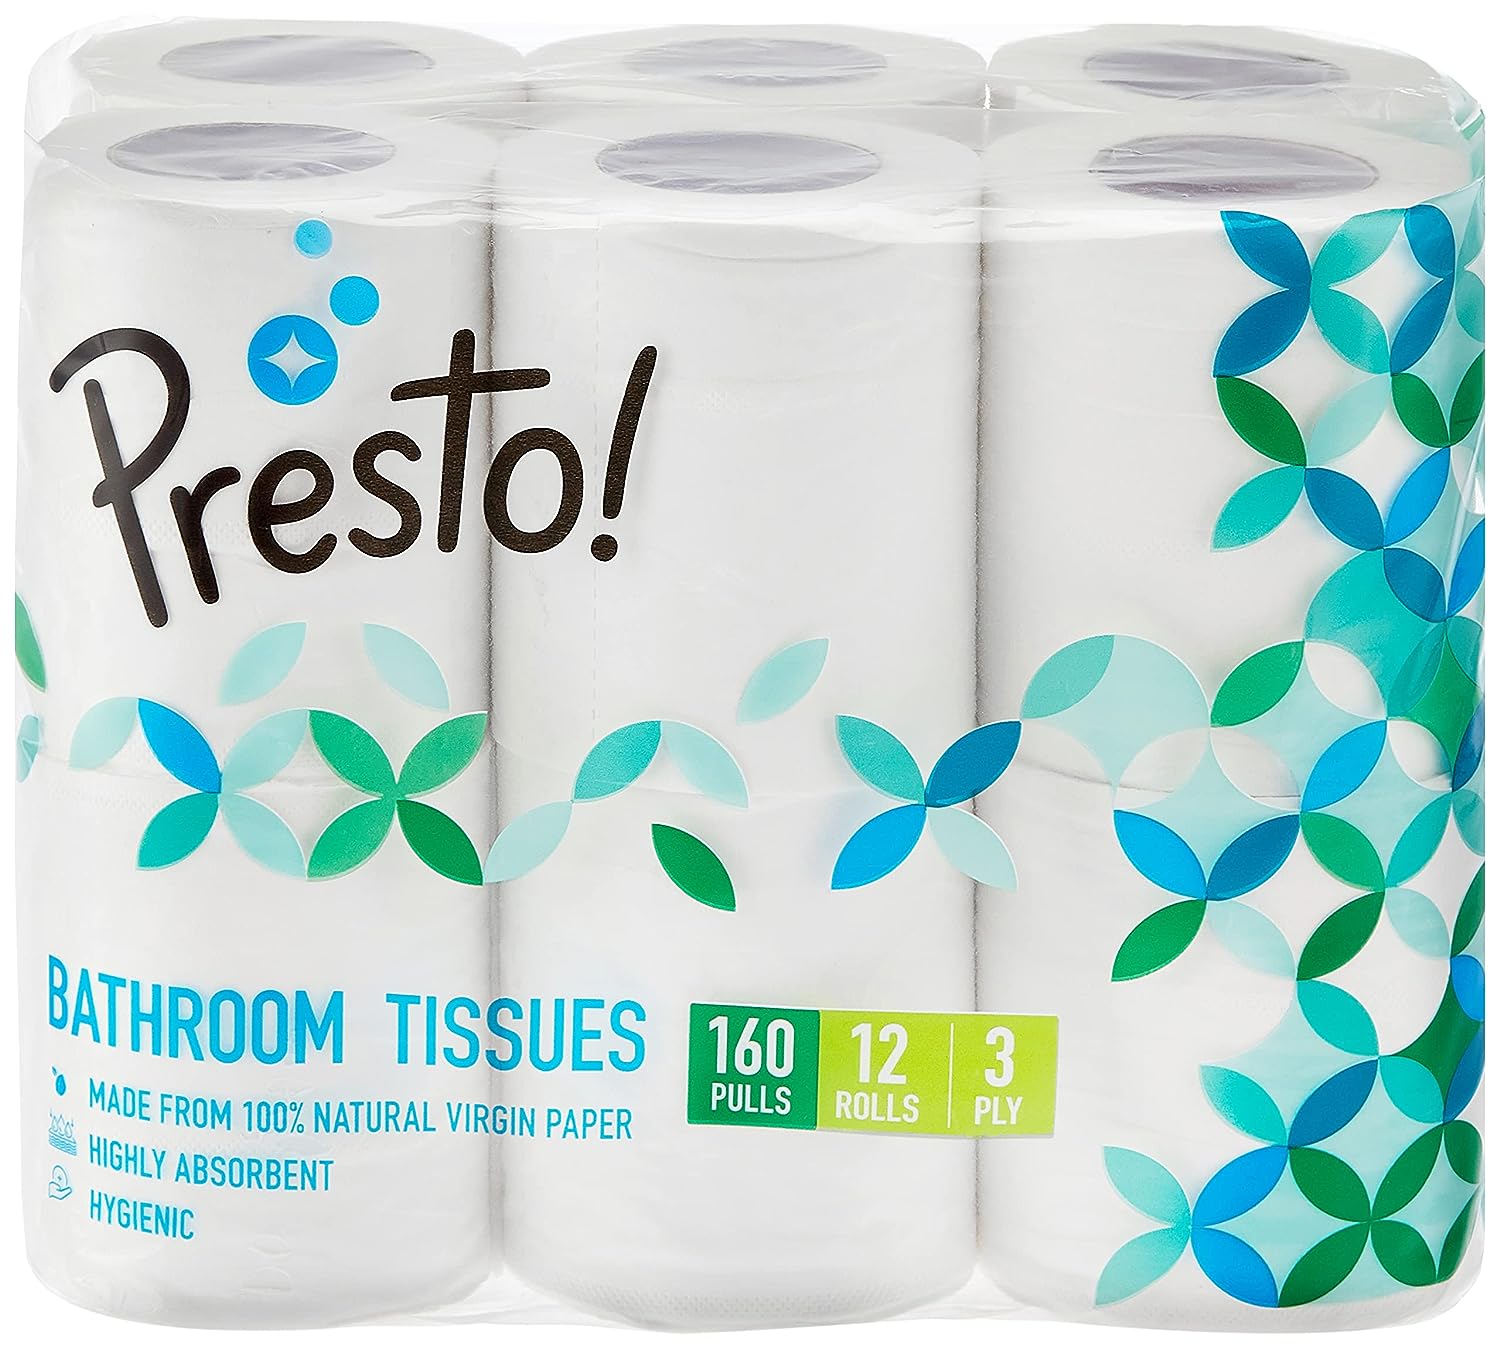 Presto!
BATHROOM TISSUES
MADE FROM 100% NATURAL VIRGIN PAPER
HIGHLY ABSORBENT
HYGIENIC
160
PULLS
12
ROLLS
3
PLY